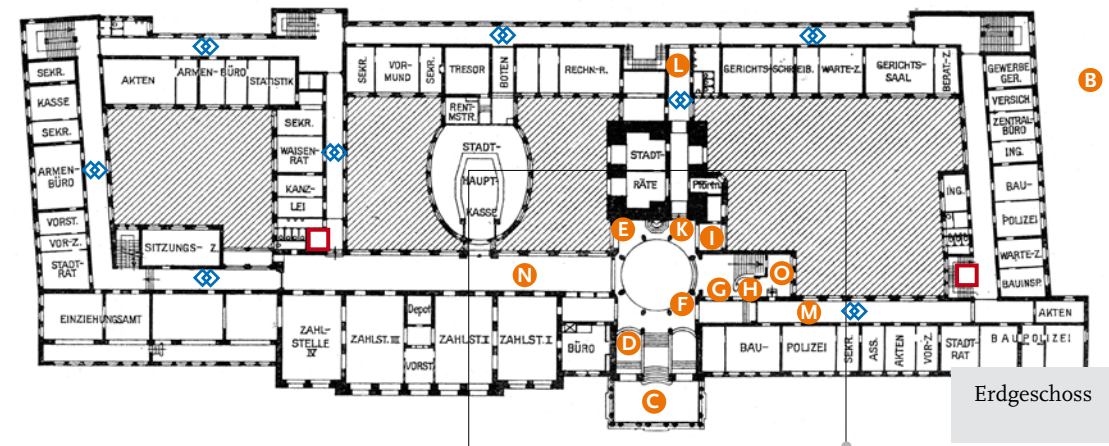 SEKR.
KASSE
SEKR.
ARMEN-
BÜRO
VORST.
VOR-Z.
STADT-
RAT
AKTEN
ARMEN-BÜRO
STATISTIK
SEKR.
WAISEN-
RAT
KANZ-
LEI
SITZUNGS- Z.
EINZIEHUNGSAMT
SEKR.
VOR-
MUND
SEKR.
TRESOR
BOTEN
RECHN-R.
RENT-
MSTR.
STADT-
HAUPT-
KASSE
L
STADT-
RÄTE
Pförtn.
GERICHTS-SCHREIB.
WARTE-Z.
GERICHTS-
SAAL
BERAT-Z.
GEWERBE
GER.
VERSICH.
ZENTRAL-
BÜRO
ING.
BAU-
POLIZEI
WARTE-Z.
BAUINSP.
ING.
B
E
K
I
N
G
H
O
F
M
D
C
ZAHL-
STELLE
IV
ZAHLST. III
Depot
VORST.
ZAHLST. I
ZAHLST. I
BÜRO
BAU-
POLIZEI
SEKR.
ASS.
AKTEN
VOR-Z.
STADT-
RAT
BAUPOLIZEI
AKTEN
Erdgeschoss